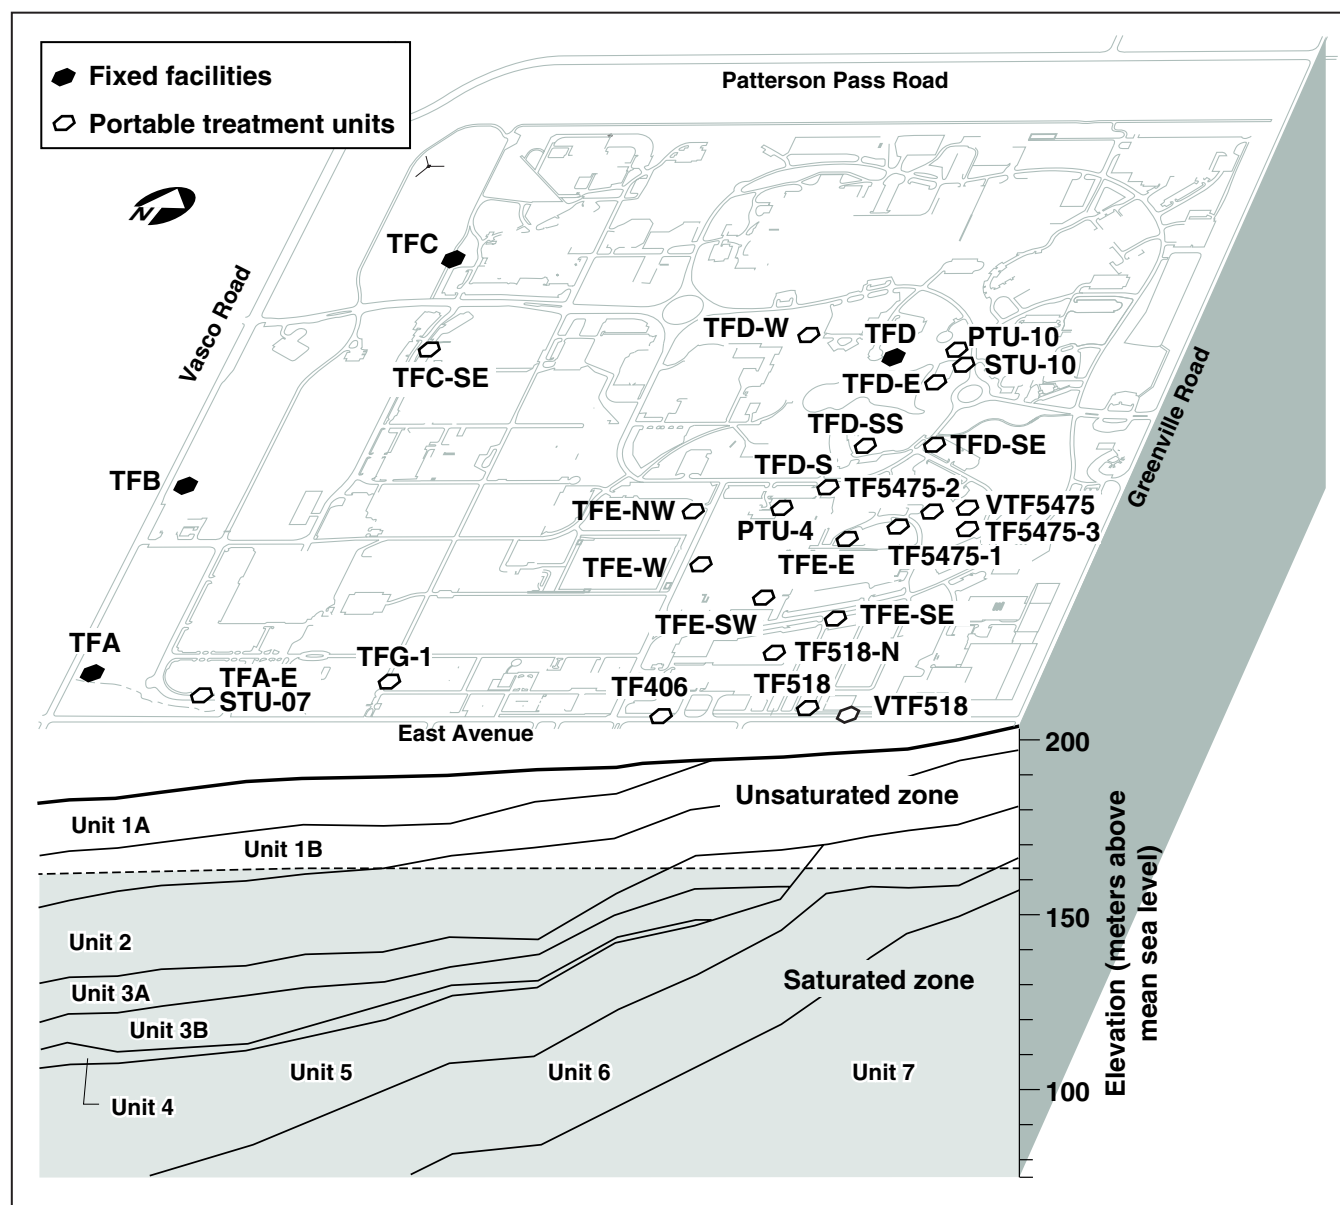 Fixed facilities
Portable treatment units
Patterson Pass Road
N
Vasco Road
Greenville Road
TFC
TFC-SE
TFD-W
TFD
PTU-10
STU-10
TFD-E
TFD-SS
TFD-SE
TFD-S
TFB
TF5475-2
VTF5475
TFE-NW
PTU-4
TF5475-3
TFE-E
TF5475-1
TFE-W
TFE-SW
TFE-SE
TFA
TFG-1
TF518-N
TFA-E
STU-07
TF406
TF518
VTF518
East Avenue
200
Unsaturated zone
Unit 1A
Unit 1B
150
Unit 2
Saturated zone
Unit 3A
Unit 3B
Unit 5
Unit 6
Unit 7
100
Unit 4
Elevation (meters above
mean sea level)